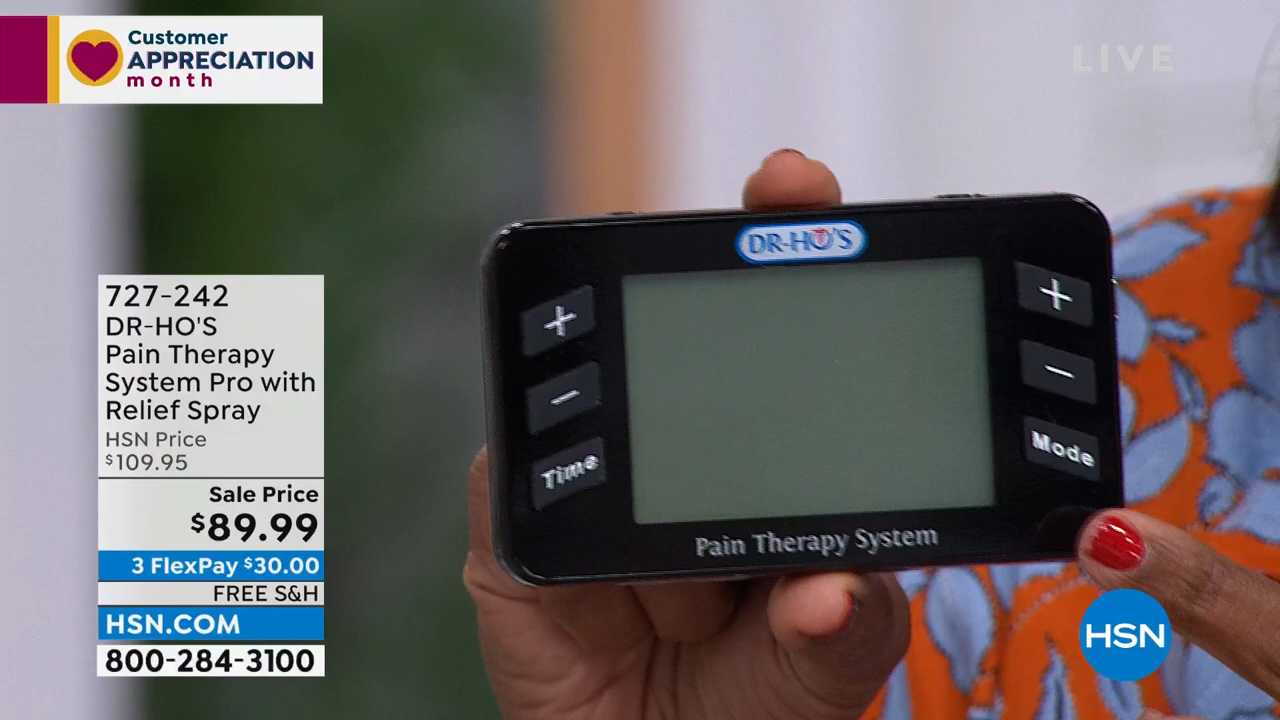 Customer
APPRECIATION
month
LIVE
727-242
DR-HO'S
Pain Therapy
System Pro with
Relief Spray
HSN Price
$109.95
Sale Price
$89.99
3 FlexPay $30.00
FREE S&H
HSN.COM
800-284-3100
DR-HO'S
+
+
−
−
Time
Mode
Pain Therapy System
HSN